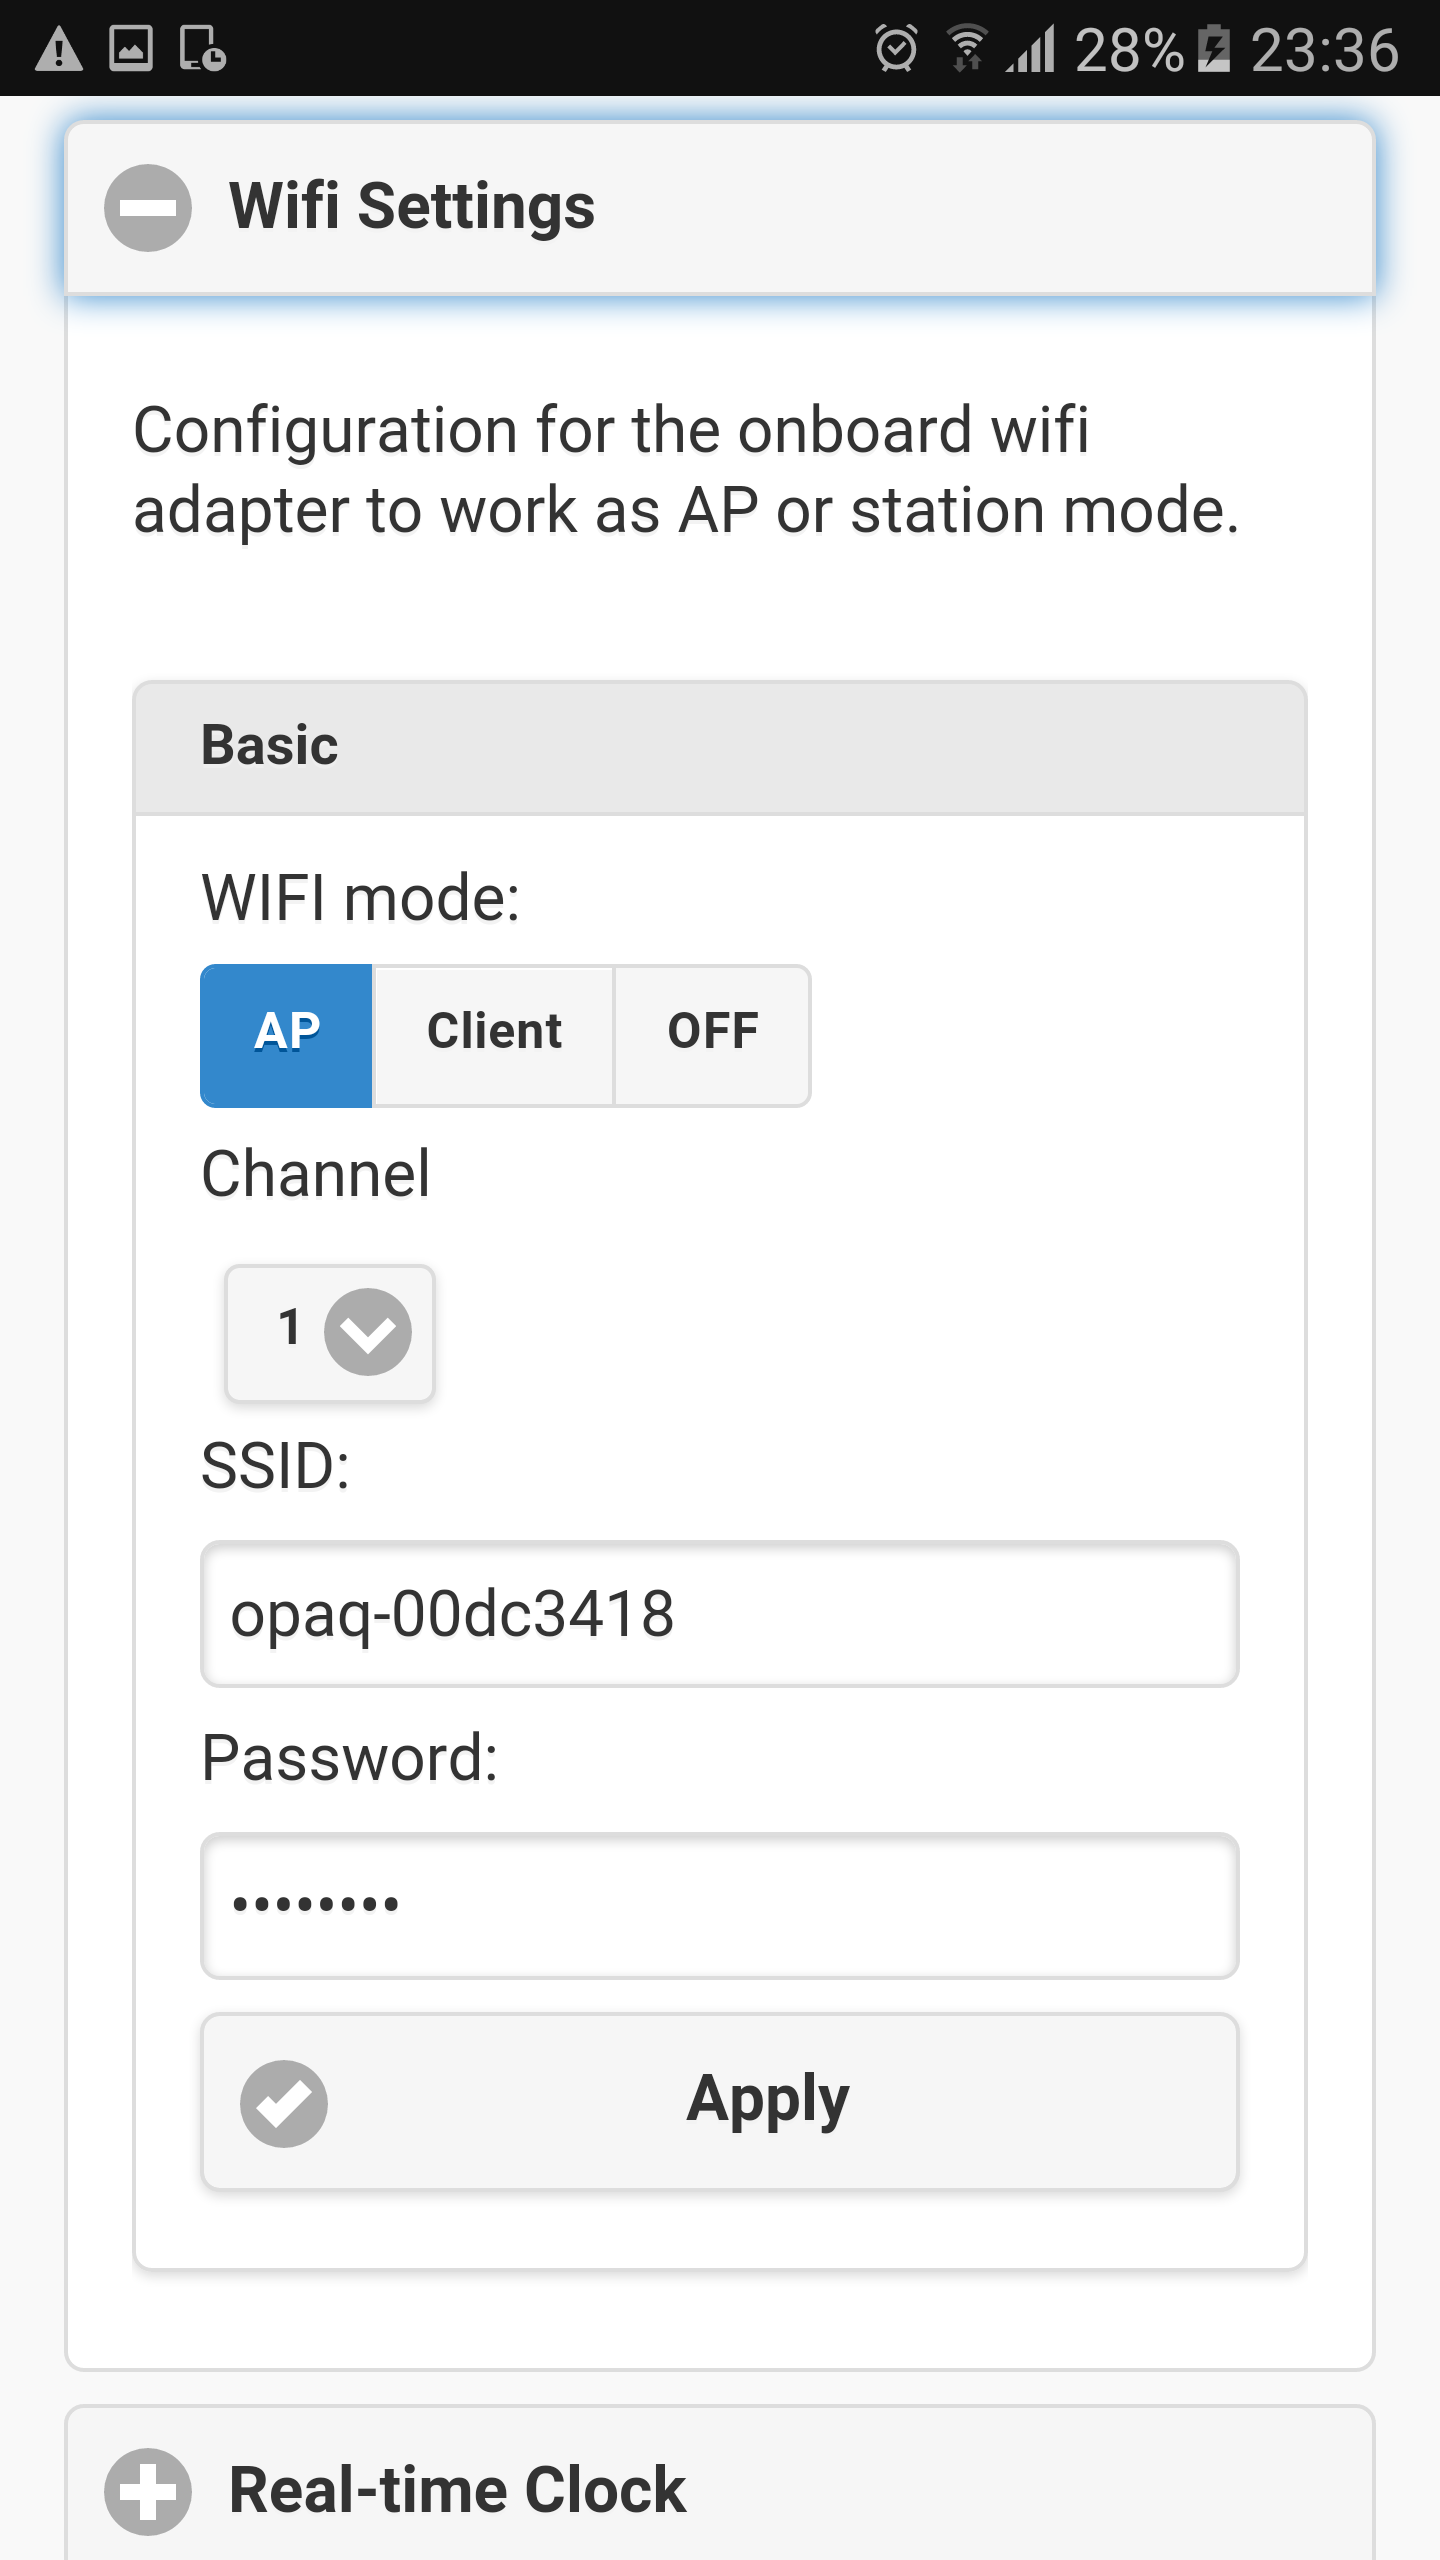 28% 23:36
Wifi Settings
Configuration for the onboard wifi
adapter to work as AP or station mode.
Basic
WIFI mode:
AP Client OFF
Channel
1
SSID:
opaq-00dc3418
Password:
••••••••
Apply
Real-time Clock